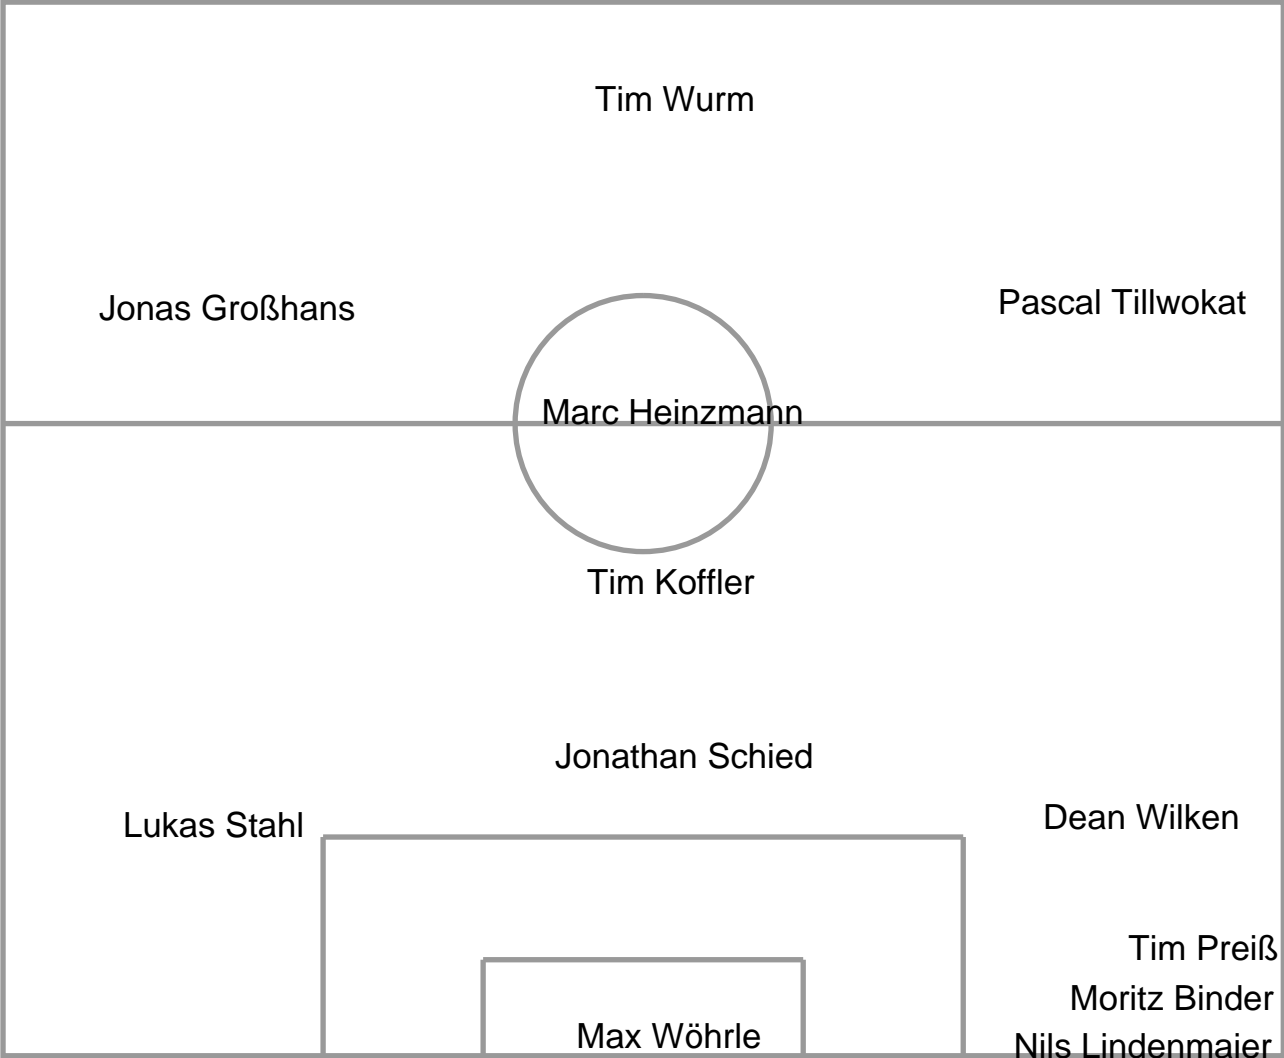 Tim Wurm
Jonas Großhans
Pascal Tillwokat
Marc Heinzmann
Tim Koffler
Jonathan Schied
Lukas Stahl
Dean Wilken
Tim Preiß
Moritz Binder
Max Wöhrle
Nils Lindenmaier